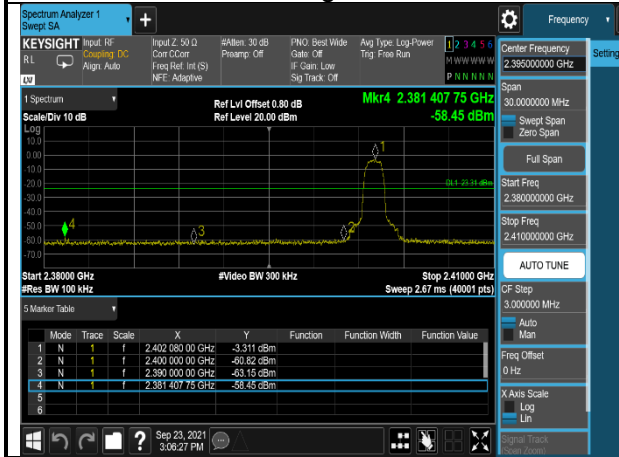 Spectrum Analyzer 1
Swept SA
+
Frequency
KEYSIGHT
RL
Input: RF
Coupling: DC
Align: Auto
Input Z: 50 Ω
Corr CCorr
Freq Ref: Int (S)
NFE: Adaptive
#Atten: 30 dB
Preamp: Off
PNO: Best Wide
Gate: Off
IF Gain: Low
Sig Track: Off
Avg Type: Log-Power
Trig: Free Run
1 2 3 4 5 6
M W W W W W
P N N N N N
Settings
1 Spectrum
Scale/Div 10 dB
Ref Lvl Offset 0.80 dB
Ref Level 20.00 dBm
Mkr4 2.381 407 75 GHz
-58.45 dBm
Log
10.0
0.00
-10.0
-20.0
-30.0
-40.0
-50.0
-60.0
-70.0
1
DL1 -23.31 dBm
4
3
2
Start 2.38000 GHz
#Res BW 100 kHz
#Video BW 300 kHz
Stop 2.41000 GHz
Sweep 2.67 ms (40001 pts)
5 Marker Table
Mode Trace Scale X Y Function Function Width Function Value
1 N 1 f 2.402 080 00 GHz -3.311 dBm
2 N 1 f 2.400 000 00 GHz -60.82 dBm
3 N 1 f 2.390 000 00 GHz -63.15 dBm
4 N 1 f 2.381 407 75 GHz -58.45 dBm
5
6
Center Frequency
2.395000000 GHz
Span
30.0000000 MHz
Swept Span
Zero Span
Full Span
Start Freq
2.380000000 GHz
Stop Freq
2.410000000 GHz
AUTO TUNE
CF Step
3.000000 MHz
Auto
Man
Freq Offset
0 Hz
X Axis Scale
Log
Lin
Signal Track
(Span Zoom)
?
Sep 23, 2021
3:06:27 PM